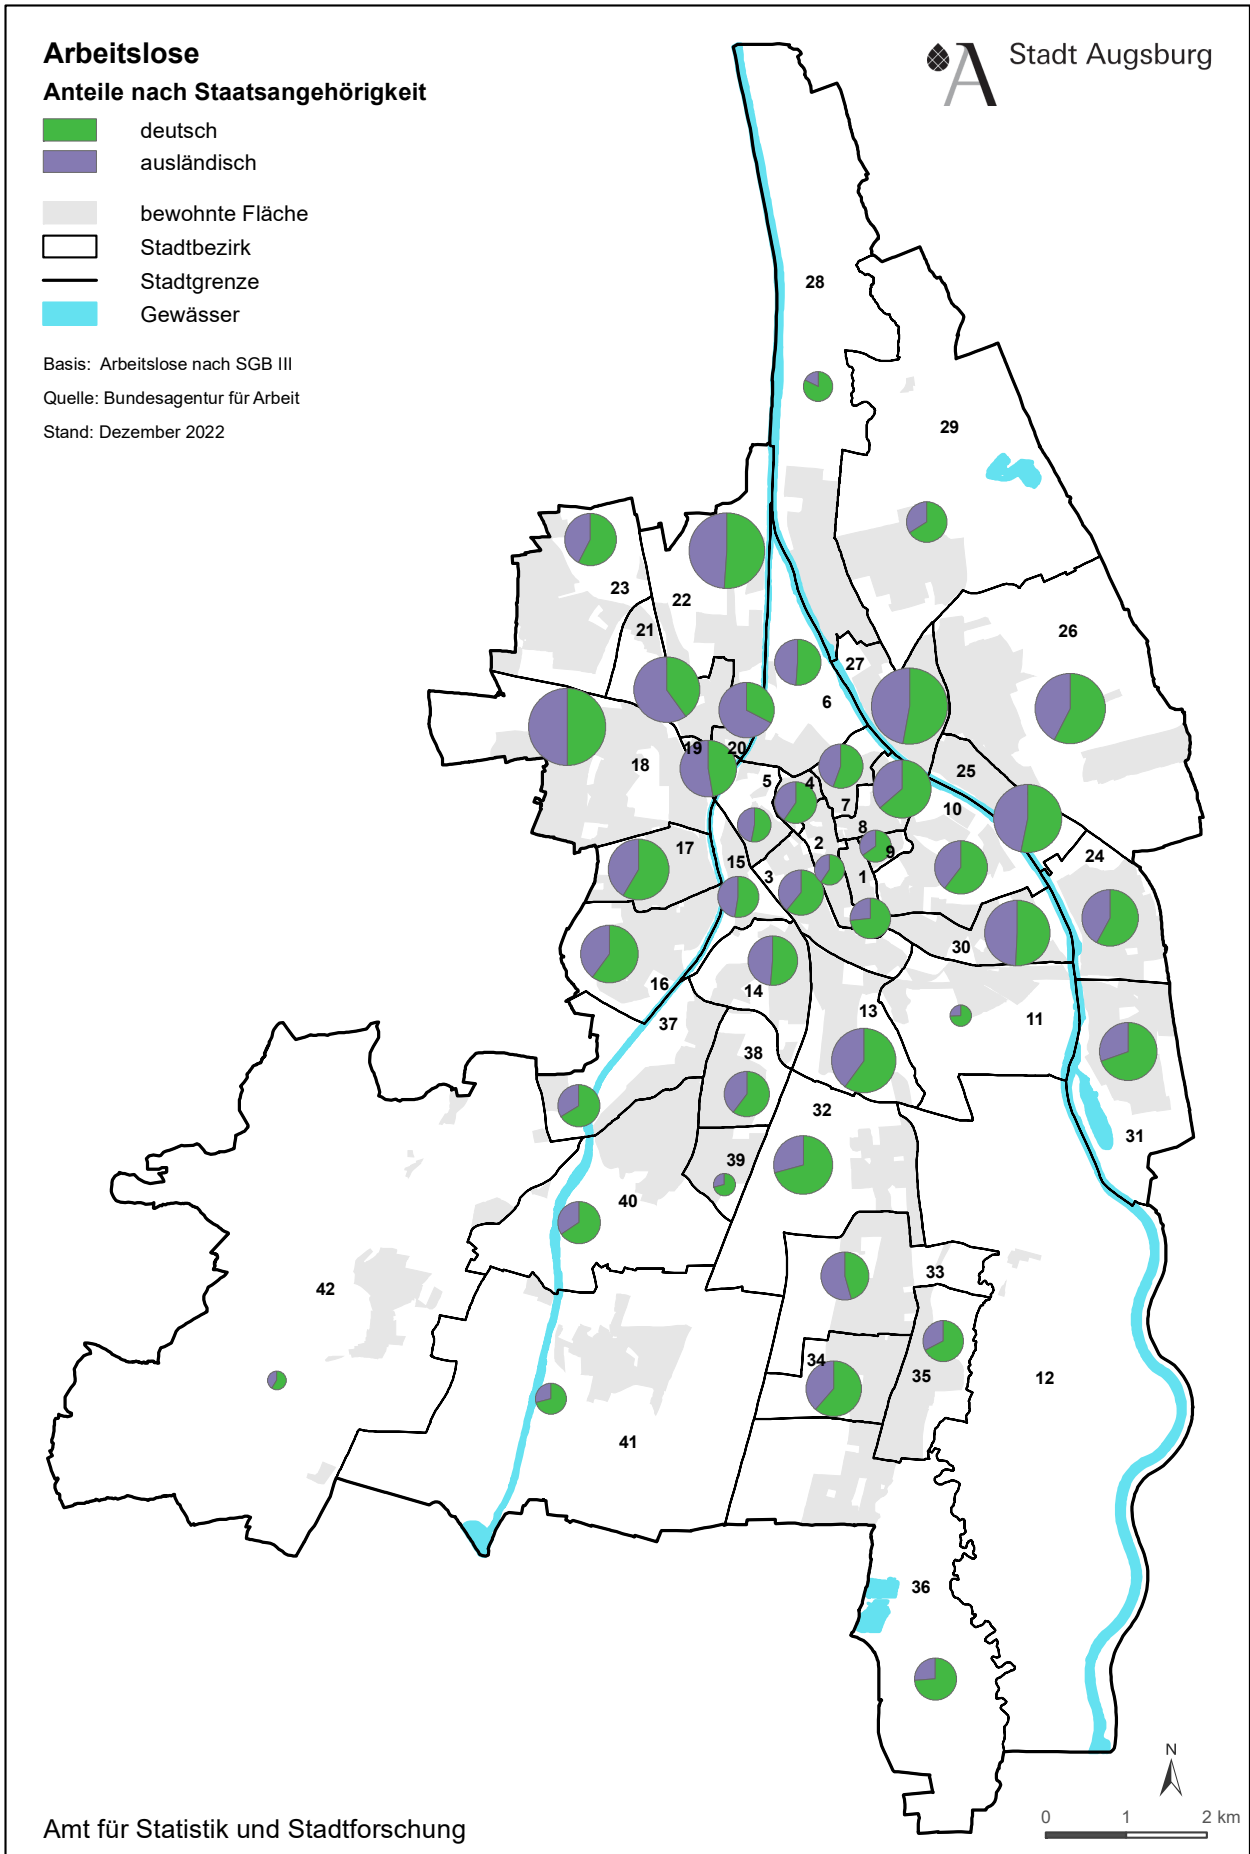 Arbeitslose
Anteile nach Staatsangehörigkeit
deutsch
ausländisch
bewohnte Fläche
Stadtbezirk
Stadtgrenze
Gewässer
Basis: Arbeitslose nach SGB III
Quelle: Bundesagentur für Arbeit
Stand: Dezember 2022
A Stadt Augsburg
28
29
26
23
22
21
27
6
19
20
18
5
4
25
10
7
8
9
2
24
17
15
3
1
30
16
14
37
13
11
38
32
31
39
40
42
33
34
35
12
41
36
N
0 1 2 km
Amt für Statistik und Stadtforschung